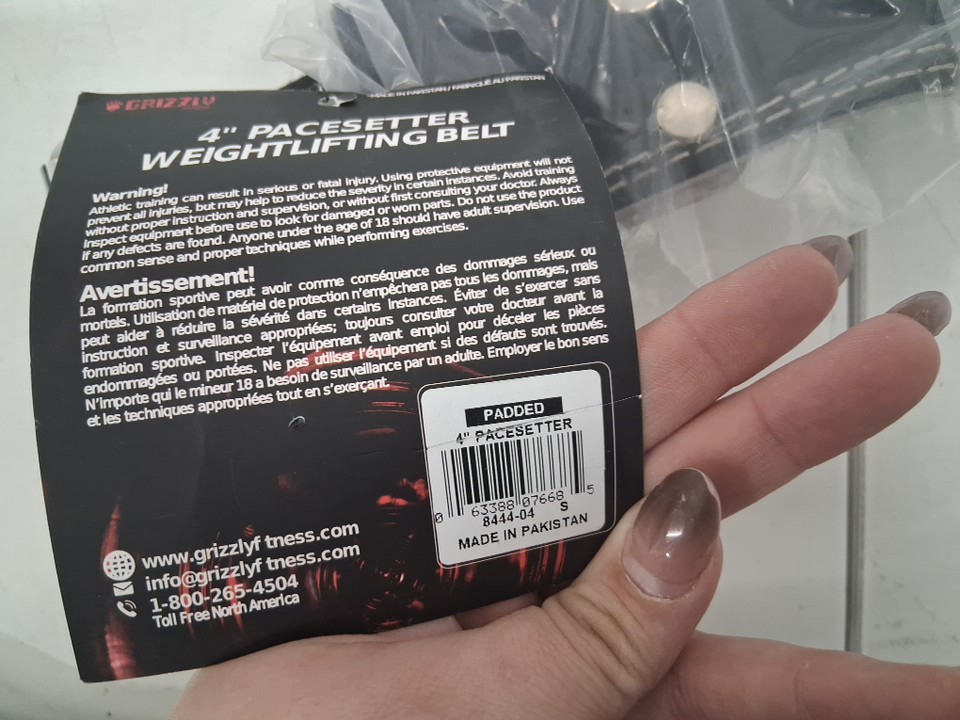 MADE IN PAKISTAN / FABRIQUÉ AU PAKISTAN
GRIZZLY
4" PACESETTER
WEIGHTLIFTING BELT
Warning!
Athletic training can result in serious or fatal injury. Using protective equipment will not
prevent all injuries, but may help to reduce the severity in certain instances. Avoid training
without proper instruction and supervision, or without first consulting your doctor. Always
inspect equipment before use to look for damaged or worn parts. Do not use the product
if any defects are found. Anyone under the age of 18 should have adult supervision. Use
common sense and proper techniques while performing exercises.
Avertissement!
La formation sportive peut avoir comme conséquence des dommages sérieux ou
mortels. Utilisation de matériel de protection n'empêchera pas tous les dommages, mais
peut aider à réduire la sévérité dans certains instances. Éviter de s'exercer sans
instruction et surveillance appropriées; toujours consulter votre docteur avant la
formation sportive. Inspecter l'équipement avant emploi pour déceler les pièces
endommagées ou portées. Ne pas utiliser l'équipement si des défauts sont trouvés.
N'importe qui le mineur 18 a besoin de surveillance par un adulte. Employer le bon sens
et les techniques appropriées tout en s'exerçant.
PADDED
4" PACESETTER
0 63388 07668 5
8444-04 S
MADE IN PAKISTAN
www.grizzlyf tness.com
info@grizzlyf tness.com
1-800-265-4504
Toll Free North America